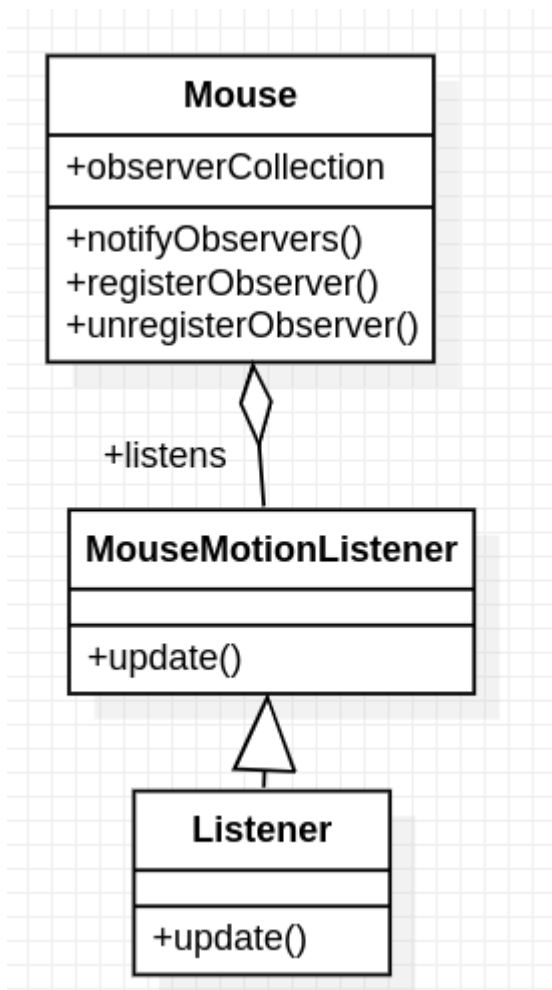 Mouse
+observerCollection
+notifyObservers()
+registerObserver()
+unregisterObserver()
+listens
MouseMotionListener
+update()
Listener
+update()